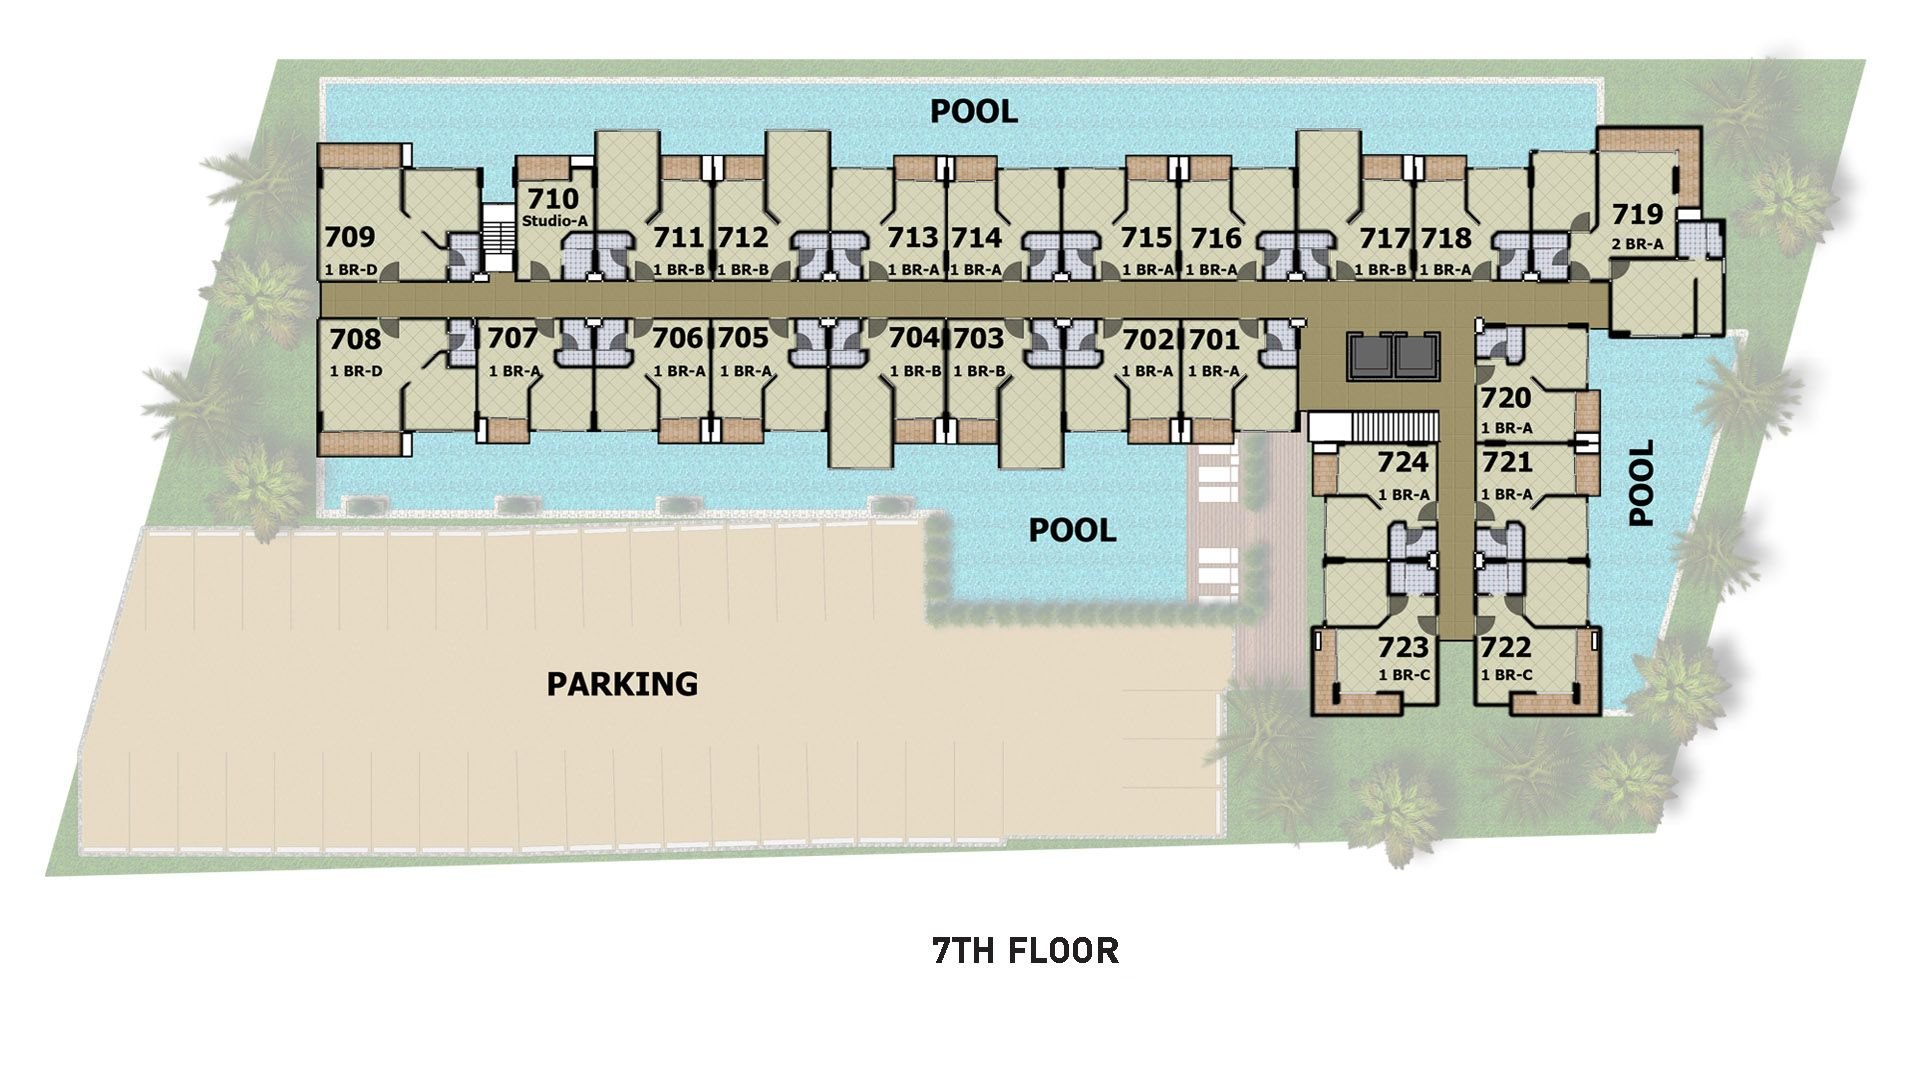 POOL
709
1 BR-D
710
Studio-A
711
1 BR-B
712
1 BR-B
713
1 BR-A
714
1 BR-A
715
1 BR-A
716
1 BR-A
717
1 BR-B
718
1 BR-A
719
2 BR-A
708
1 BR-D
707
1 BR-A
706
1 BR-A
705
1 BR-A
704
1 BR-B
703
1 BR-B
702
1 BR-A
701
1 BR-A
720
1 BR-A
724
1 BR-A
721
1 BR-A
POOL
POOL
723
1 BR-C
722
1 BR-C
PARKING
7TH FLOOR